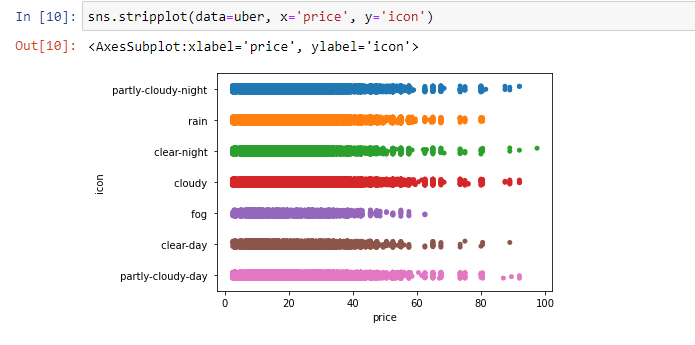 In [10]: sns.stripplot(data=uber, x='price', y='icon')
Out[10]: <AxesSubplot:xlabel='price', ylabel='icon'>
partly-cloudy-night
rain
clear-night
cloudy
fog
clear-day
partly-cloudy-day
icon
0 20 40 60 80 100
price